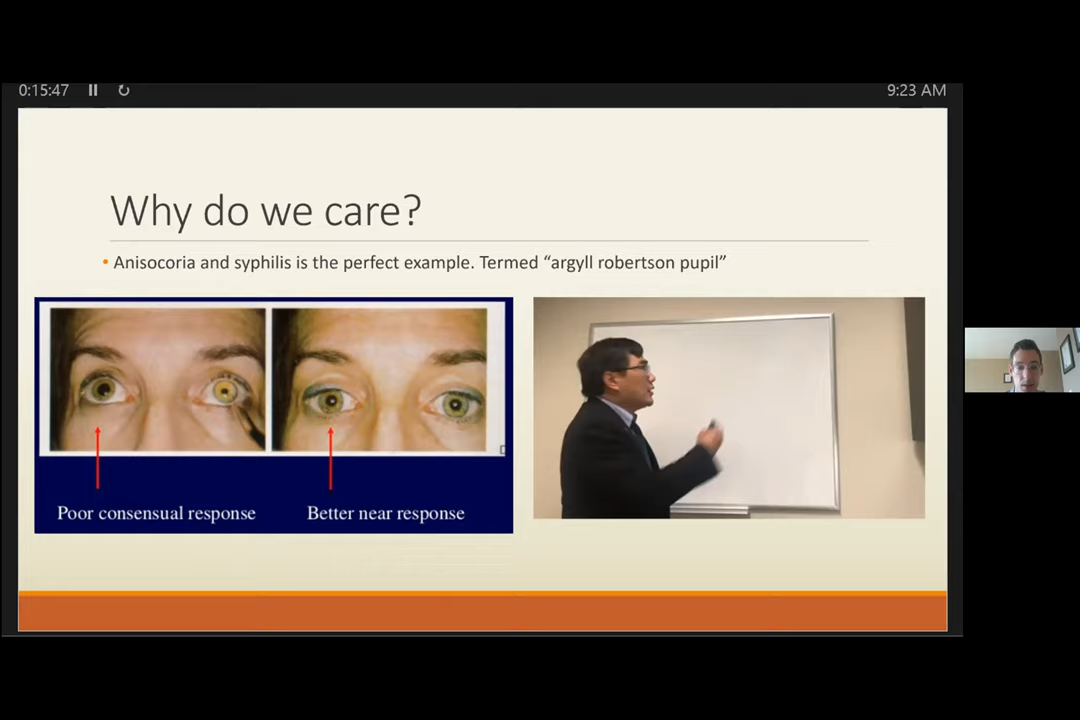 0:15:47
9:23 AM
Why do we care?
Anisocoria and syphilis is the perfect example. Termed “argyll robertson pupil”
Poor consensual response
Better near response